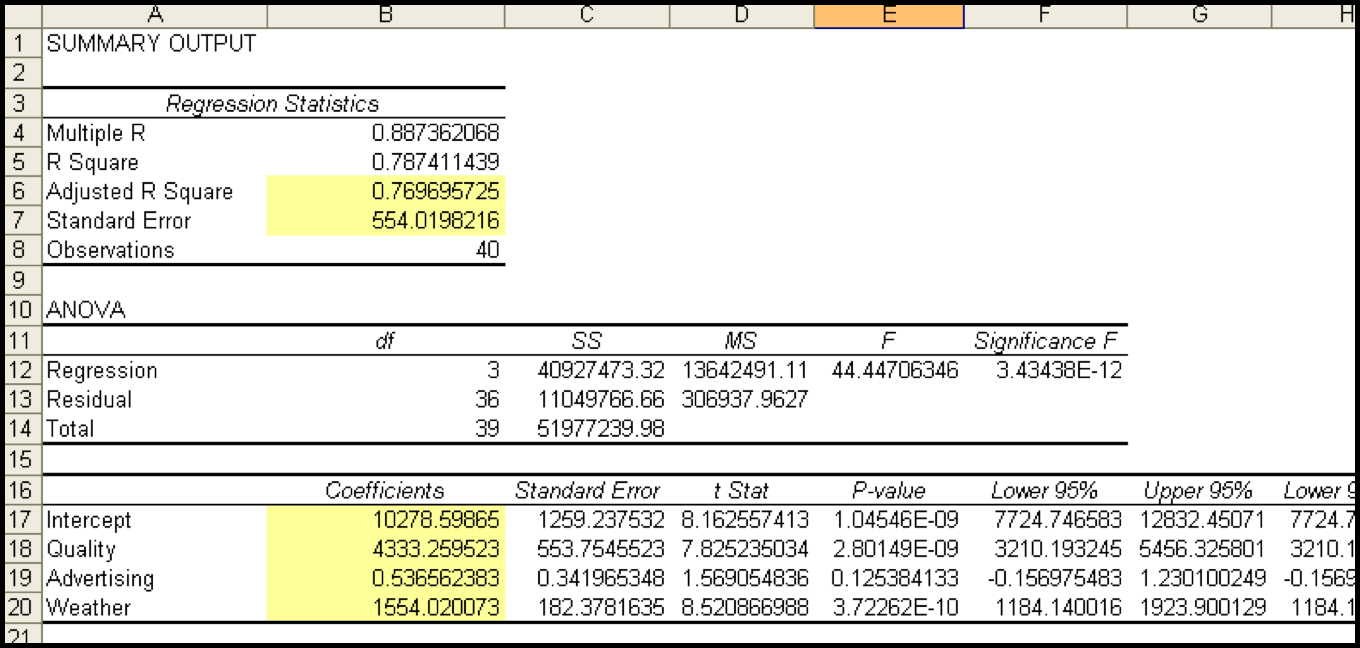 A B C D E F G H
1 SUMMARY OUTPUT
2
3 Regression Statistics
4 Multiple R 0.887362068
5 R Square 0.787411439
6 Adjusted R Square 0.769695725
7 Standard Error 554.0198216
8 Observations 40
9
10 ANOVA
11 df SS MS F Significance F
12 Regression 3 40927473.32 13642491.11 44.44706346 3.43438E-12
13 Residual 36 11049766.66 306937.9627
14 Total 39 51977239.98
15
16 Coefficients Standard Error t Stat P-value Lower 95% Upper 95% Lower 9
17 Intercept 10278.59865 1259.237532 8.162557413 1.04546E-09 7724.746583 12832.45071 7724.7
18 Quality 4333.259523 553.7545523 7.825235034 2.80149E-09 3210.193245 5456.325801 3210.1
19 Advertising 0.536562383 0.341965348 1.569054836 0.125384133 -0.156975483 1.230100249 -0.1569
20 Weather 1554.020073 182.3781635 8.520866988 3.72262E-10 1184.140016 1923.900129 1184.1
21